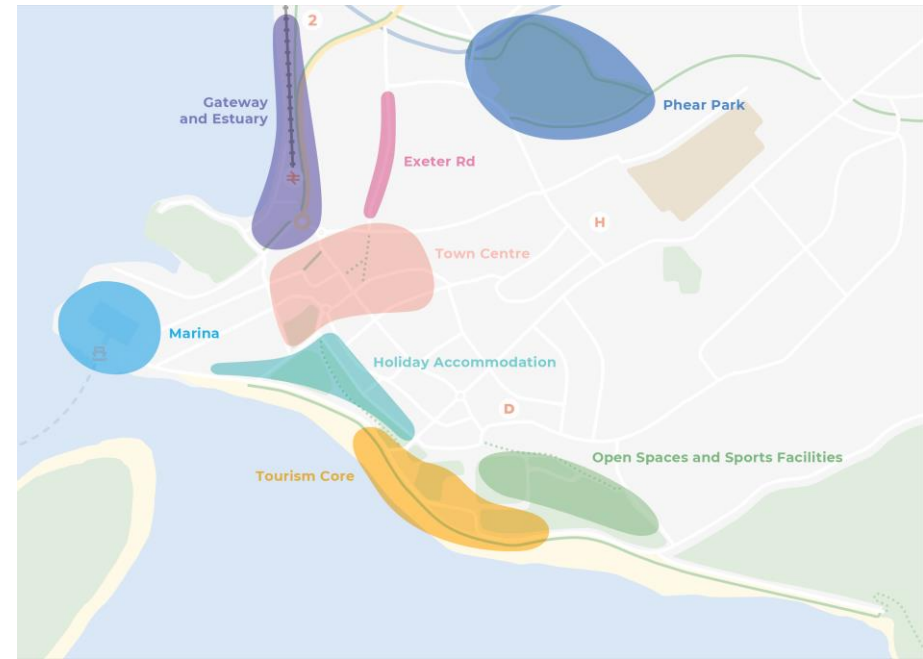 2
Gateway
and Estuary
Phear Park
Exeter Rd
H
Town Centre
Marina
Holiday Accommodation
D
Open Spaces and Sports Facilities
Tourism Core